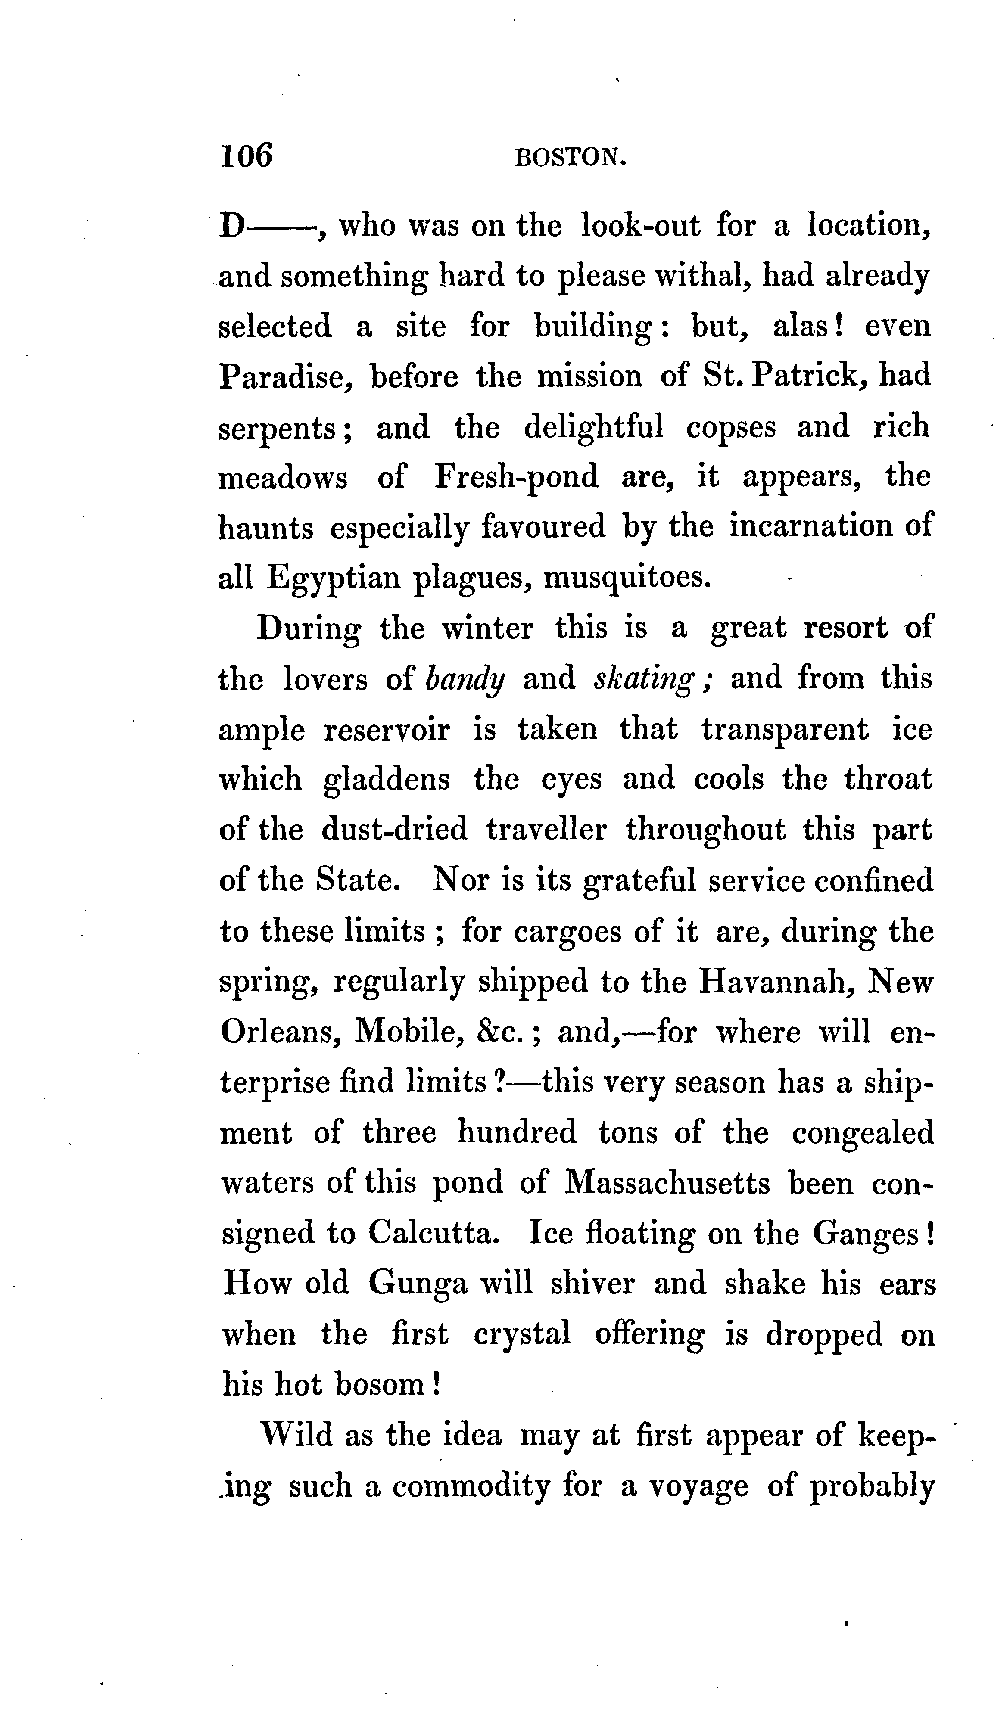 106 BOSTON.
D——, who was on the look-out for a location,
and something hard to please withal, had already
selected a site for building : but, alas ! even
Paradise, before the mission of St. Patrick, had
serpents ; and the delightful copses and rich
meadows of Fresh-pond are, it appears, the
haunts especially favoured by the incarnation of
all Egyptian plagues, musquitoes.
During the winter this is a great resort of
the lovers of bandy and skating ; and from this
ample reservoir is taken that transparent ice
which gladdens the eyes and cools the throat
of the dust-dried traveller throughout this part
of the State. Nor is its grateful service confined
to these limits ; for cargoes of it are, during the
spring, regularly shipped to the Havannah, New
Orleans, Mobile, &c. ; and,—for where will en-
terprise find limits ?—this very season has a ship-
ment of three hundred tons of the congealed
waters of this pond of Massachusetts been con-
signed to Calcutta. Ice floating on the Ganges !
How old Gunga will shiver and shake his ears
when the first crystal offering is dropped on
his hot bosom !
Wild as the idea may at first appear of keep-
ing such a commodity for a voyage of probably